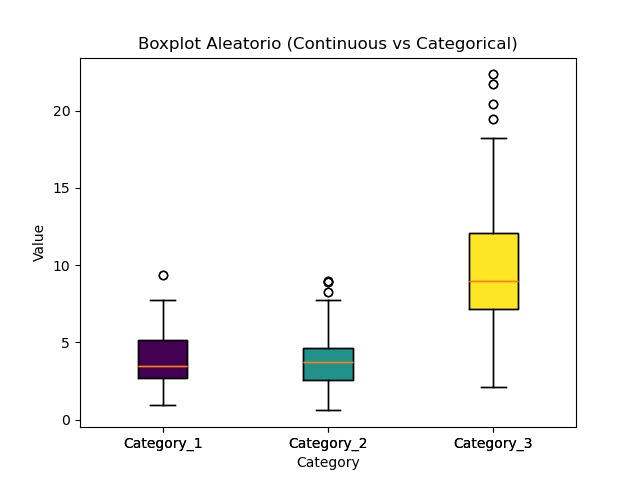 Boxplot Aleatorio (Continuous vs Categorical)
20
15
10
5
0
Value
Category_1 Category_2 Category_3
Category